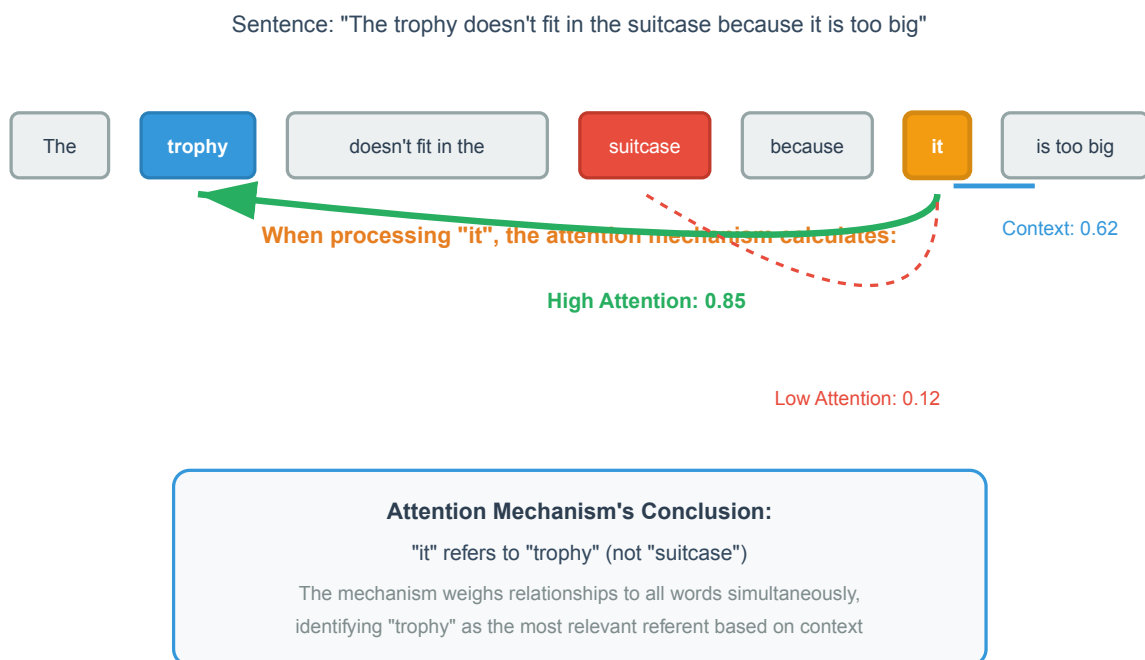 Sentence: "The trophy doesn't fit in the suitcase because it is too big"
The
trophy
doesn't fit in the
suitcase
because
it
is too big
When processing "it", the attention mechanism calculates:
Context: 0.62
High Attention: 0.85
Low Attention: 0.12
Attention Mechanism's Conclusion:
"it" refers to "trophy" (not "suitcase")
The mechanism weighs relationships to all words simultaneously,
identifying "trophy" as the most relevant referent based on context